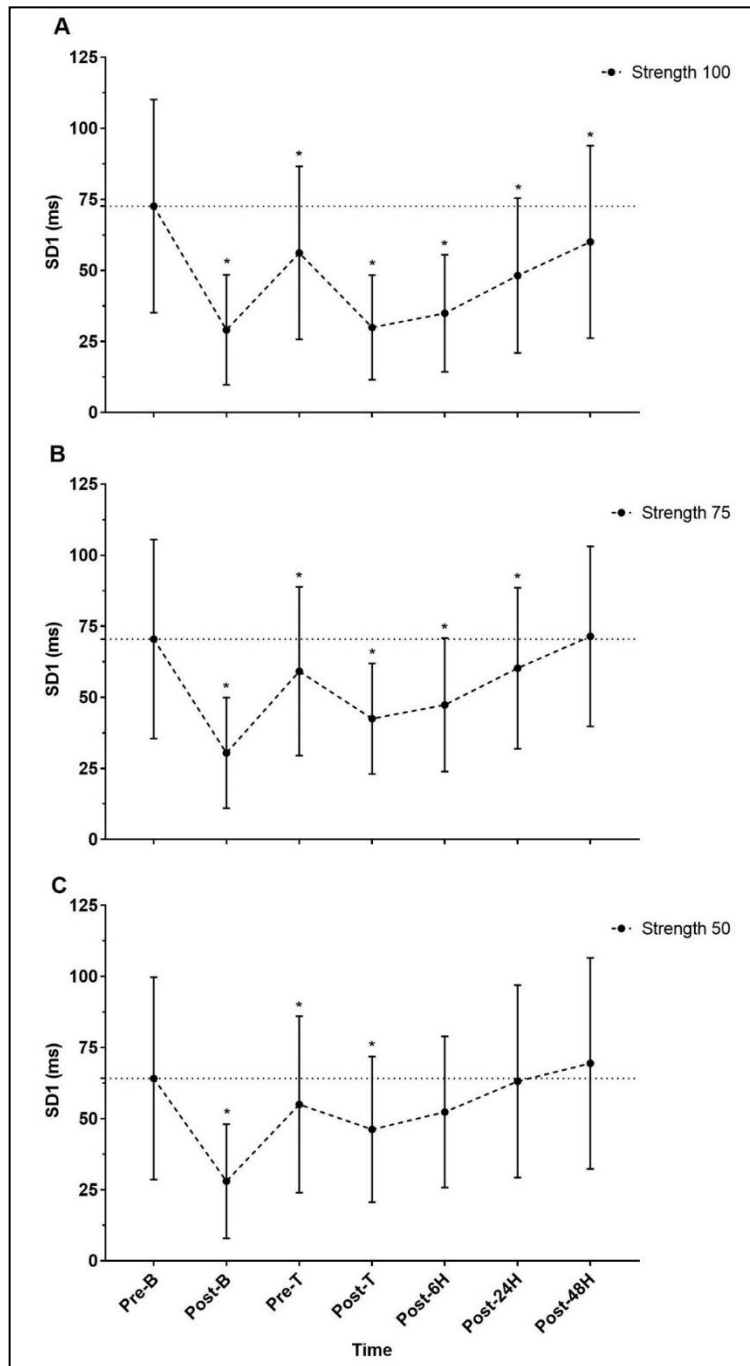 A
125
100
75
50
25
0
SD1 (ms)
Strength 100
*
*
*
*
*
*
B
125
100
75
50
25
0
SD1 (ms)
Strength 75
*
*
*
*
*
C
125
100
75
50
25
0
SD1 (ms)
Strength 50
*
*
*
Pre-B
Post-B
Pre-T
Post-T
Post-6H
Post-24H
Post-48H
Time